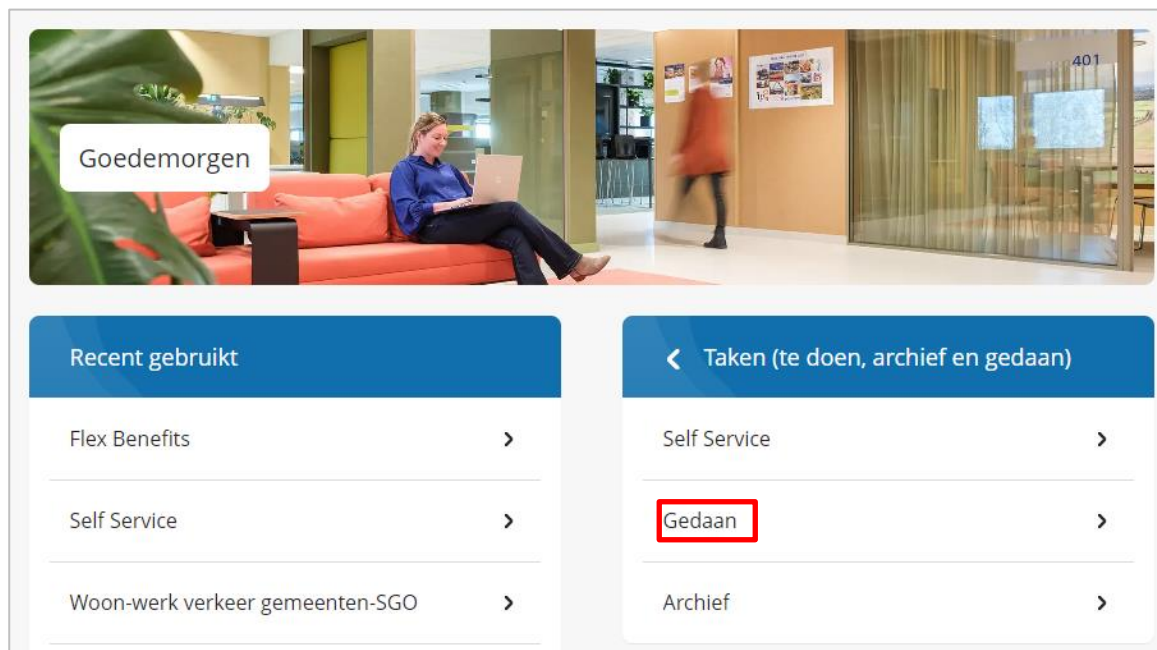 401
Goedemorgen
Recent gebruikt
Flex Benefits
Self Service
Woon-werk verkeer gemeenten-SGO
Taken (te doen, archief en gedaan)
Self Service
Gedaan
Archief